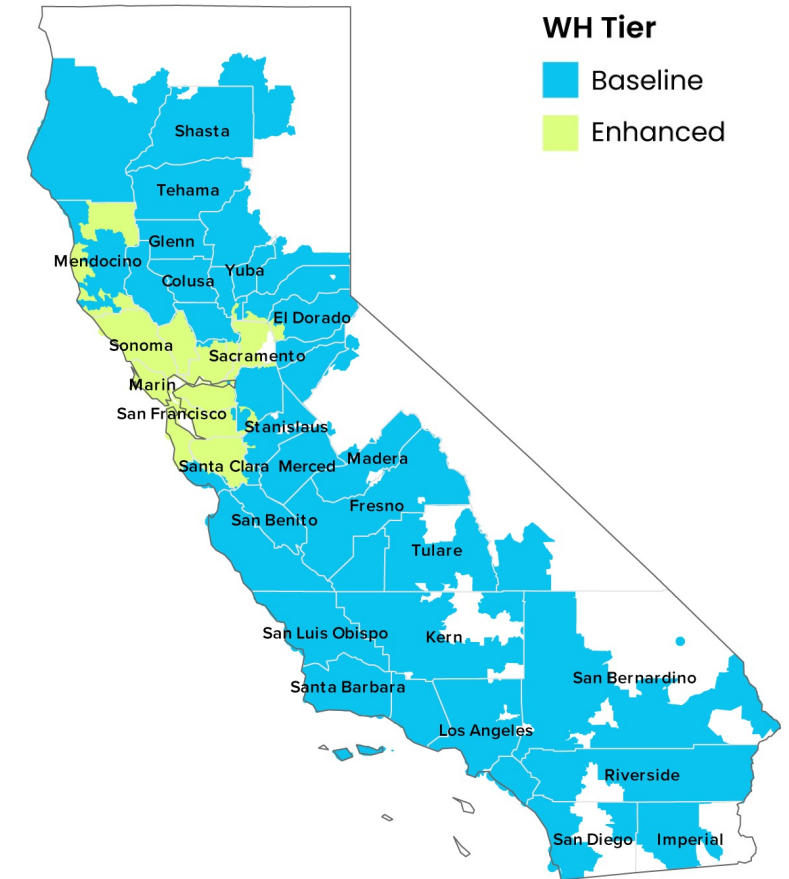 WH Tier
Baseline
Enhanced
Shasta
Tehama
Glenn
Mendocino
Yuba
Colusa
El Dorado
Sonoma
Sacramento
Marin
San Francisco
Stanislaus
Santa Clara
Merced
Madera
Fresno
San Benito
Tulare
San Luis Obispo
Kern
San Bernardino
Santa Barbara
Los Angeles
Riverside
San Diego
Imperial